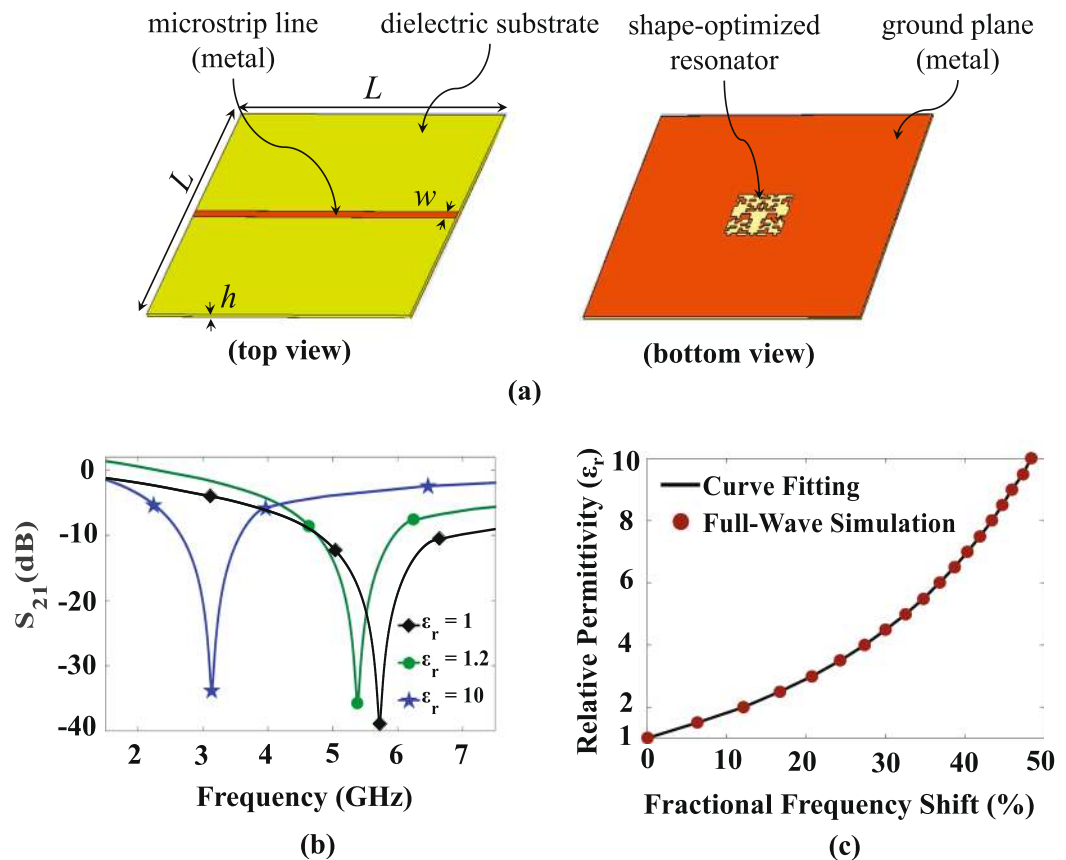 microstrip line
(metal)
dielectric substrate
shape-optimized
resonator
ground plane
(metal)
L
L
w
h
(top view)
(bottom view)
(a)
S21(dB)
0
-10
-20
-30
-40
εr = 1
εr = 1.2
εr = 10
2 3 4 5 6 7
Frequency (GHz)
(b)
Relative Permittivity (εr)
10
8
6
4
2
1
Curve Fitting
Full-Wave Simulation
0 10 20 30 40 50
Fractional Frequency Shift (%)
(c)